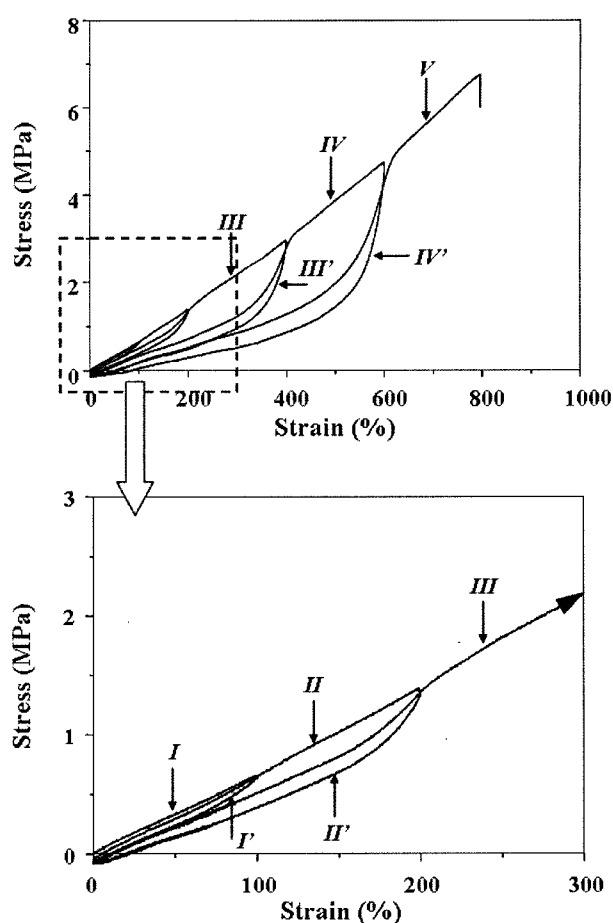 8
6
4
2
0
Stress (MPa)
V
IV
III
III'
IV'
0 200 400 600 800 1000
Strain (%)
3
2
1
0
Stress (MPa)
III
II
I
I'
II'
0 100 200 300
Strain (%)